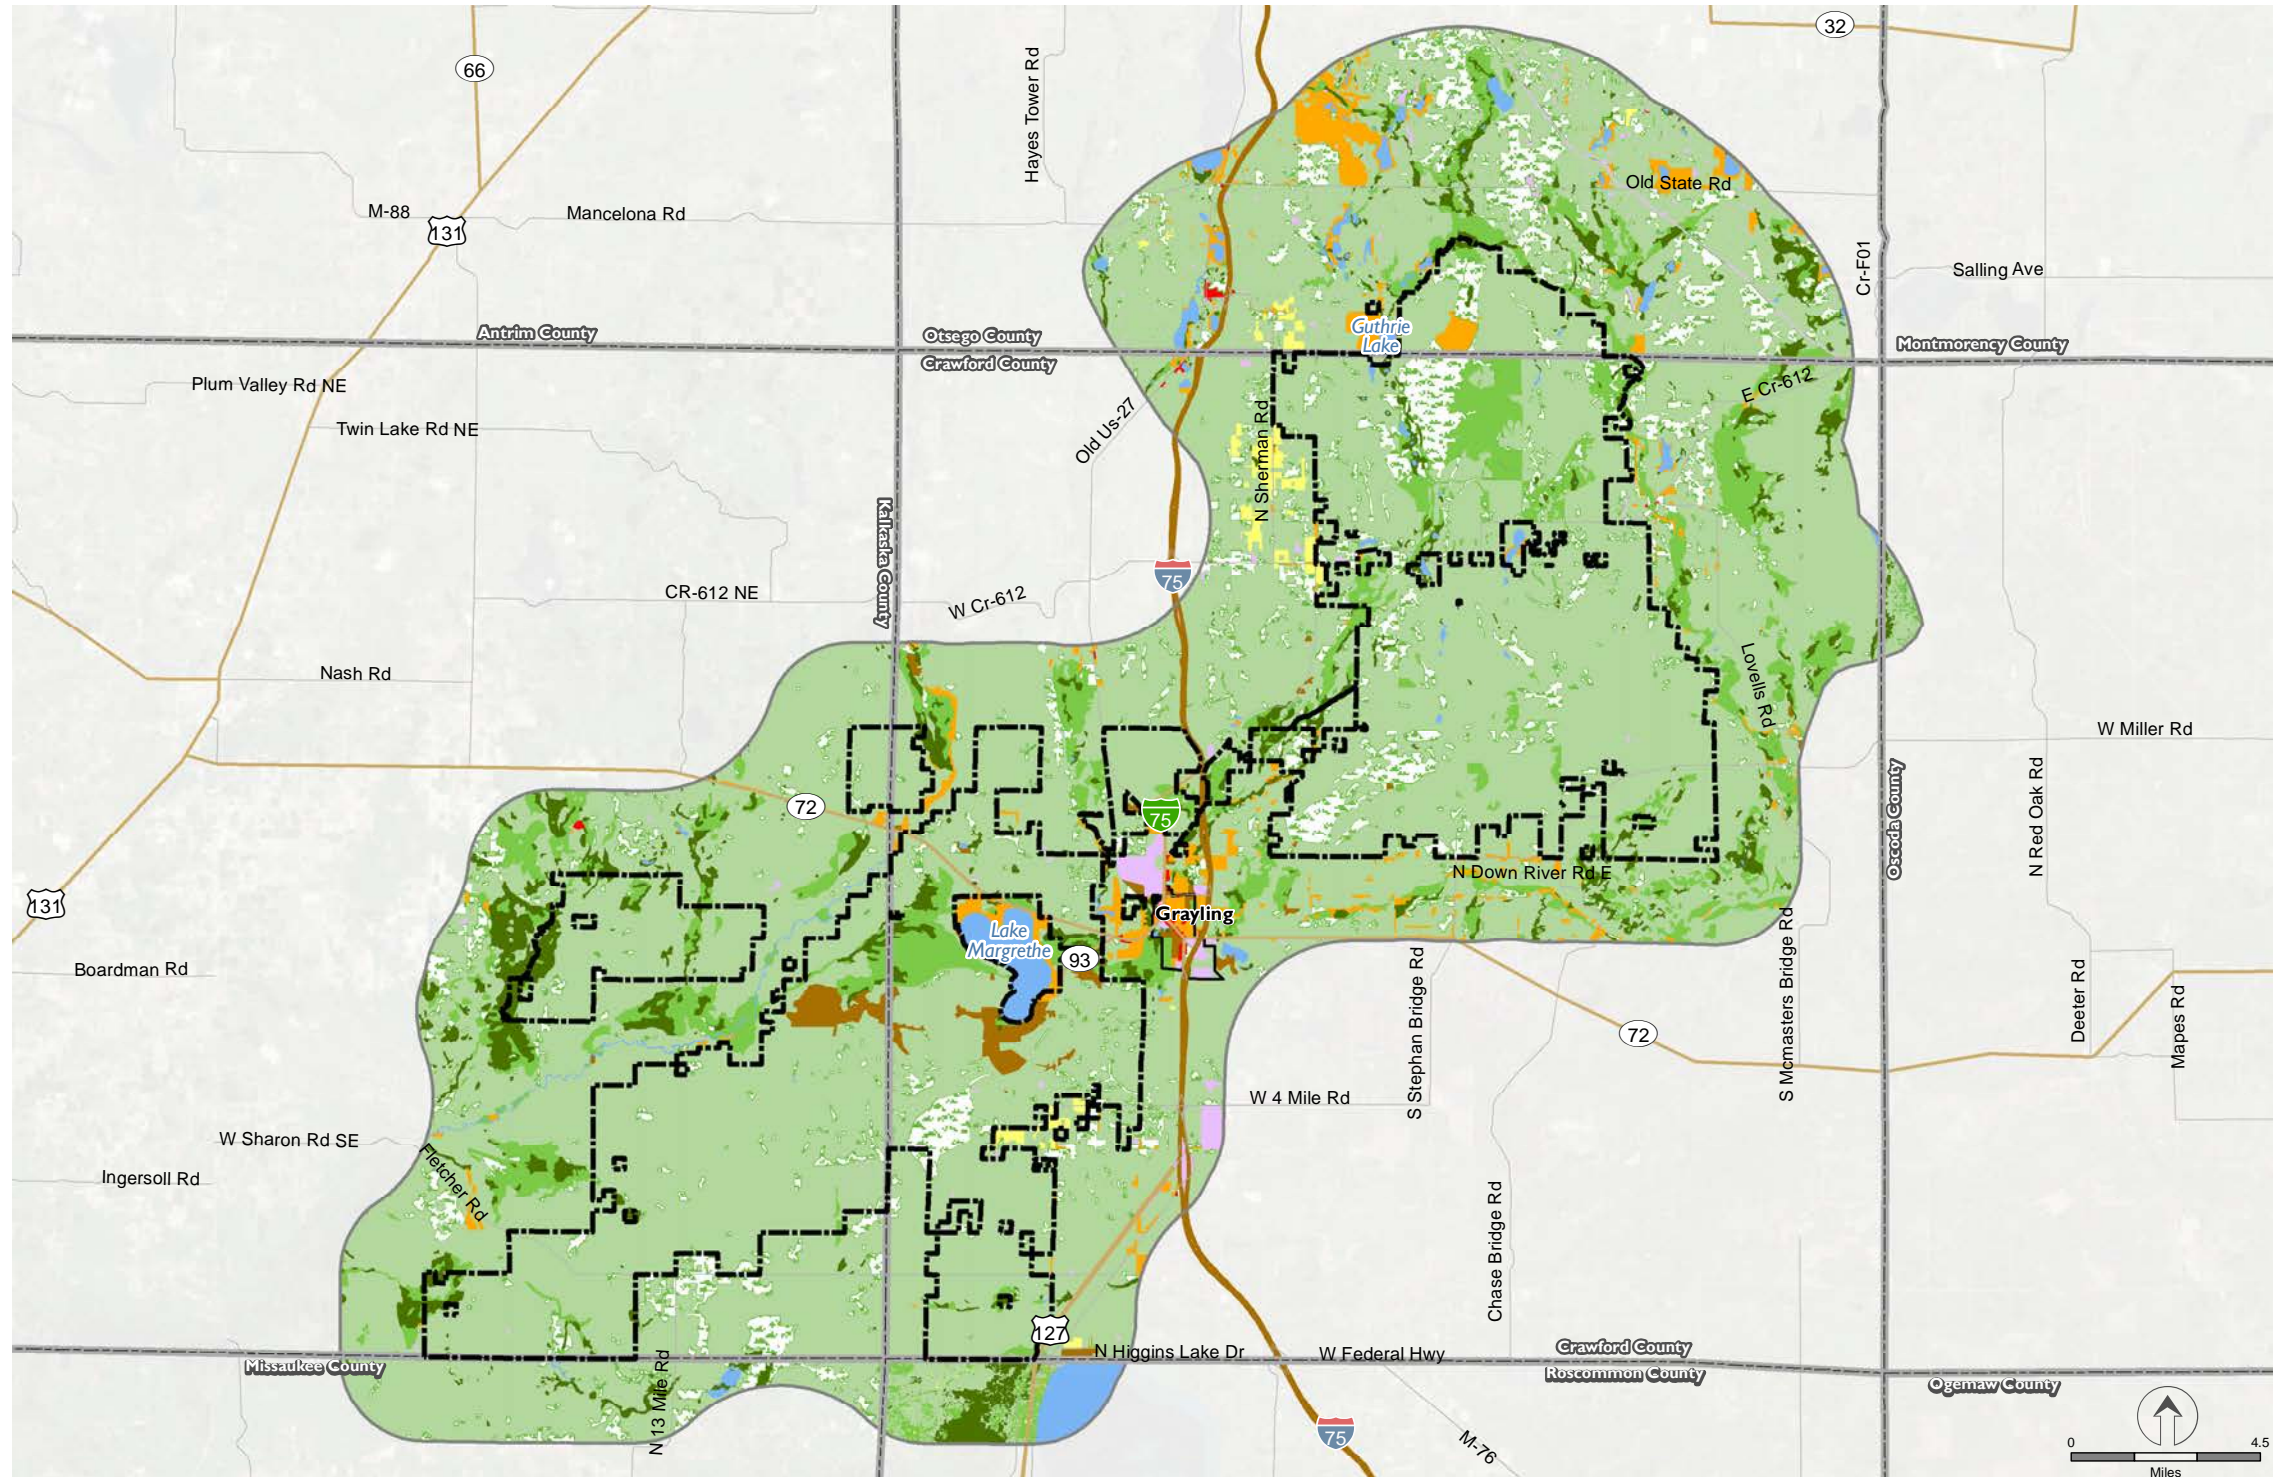 32
66
Hayes Tower Rd
Old State Rd
M-88
Mancelona Rd
131
Cr-F01
Salling Ave
Antrim County
Otsego County
Guthrie
Lake
Montmorency County
Crawford County
Plum Valley Rd NE
E Cr-612
Twin Lake Rd NE
Old Us-27
N Sherman Rd
Kalkaska County
75
CR-612 NE
W Cr-612
Nash Rd
Lovells Rd
W Miller Rd
72
75
Oscoda County
N Red Oak Rd
N Down River Rd E
131
Grayling
Lake
Margrethe
93
Boardman Rd
S Stephan Bridge Rd
S Mcmasters Bridge Rd
Deeter Rd
Mapes Rd
72
W 4 Mile Rd
W Sharon Rd SE
Fletcher Rd
Ingersoll Rd
Chase Bridge Rd
127
N Higgins Lake Dr
W Federal Hwy
Crawford County
Missaukee County
Roscommon County
Ogemaw County
N 13 Mile Rd
75
M-76
0
4.5
Miles